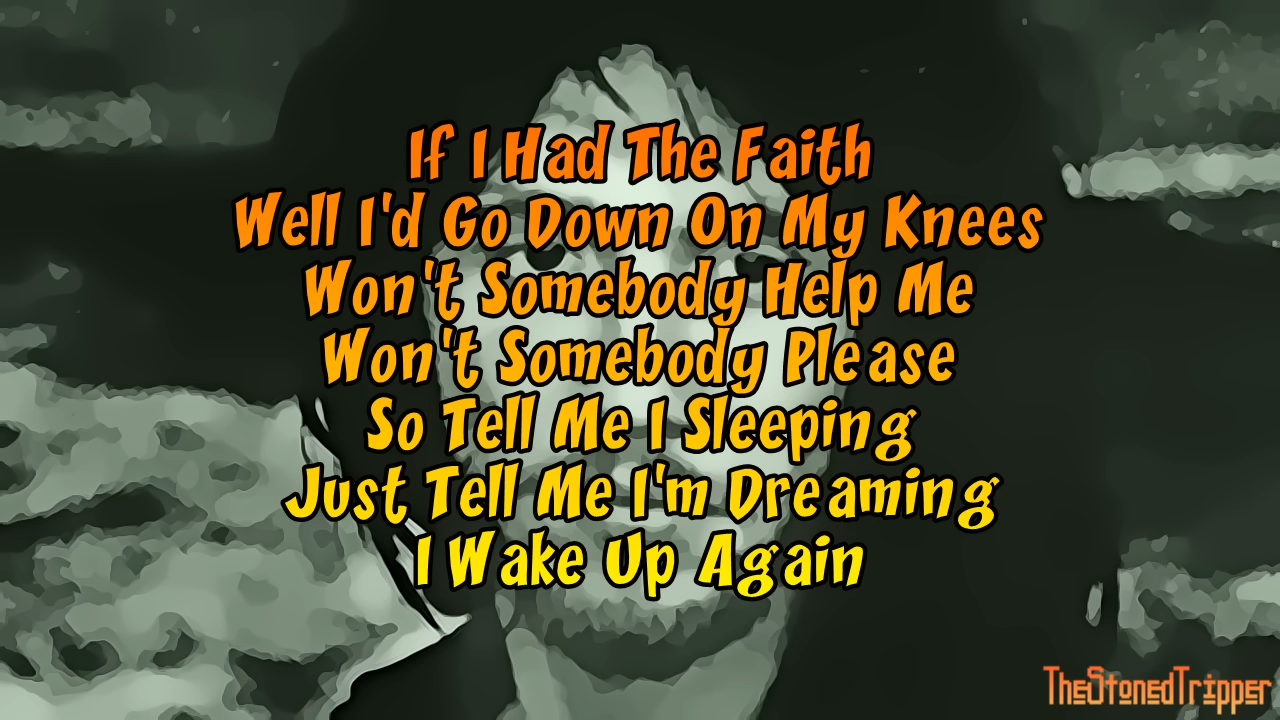 If I Had The Faith
Well I'd Go Down On My Knees
Won't Somebody Help Me
Won't Somebody Please
So Tell Me I Sleeping
Just Tell Me I'm Dreaming
I Wake Up Again
TheStonedTripper